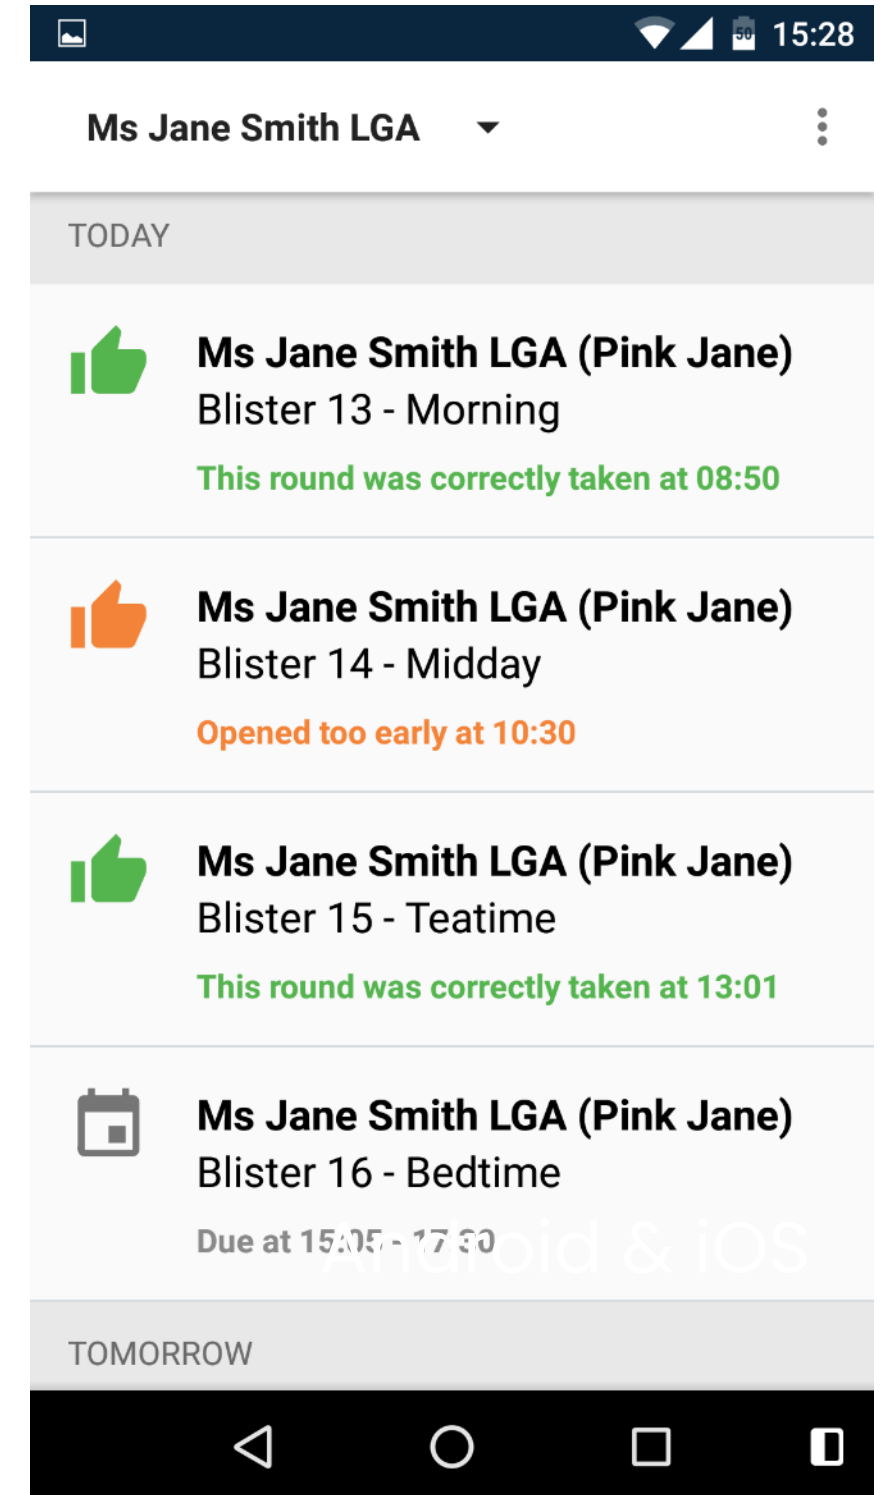 50 15:28
Ms Jane Smith LGA
TODAY
Ms Jane Smith LGA (Pink Jane)
Blister 13 - Morning
This round was correctly taken at 08:50
Ms Jane Smith LGA (Pink Jane)
Blister 14 - Midday
Opened too early at 10:30
Ms Jane Smith LGA (Pink Jane)
Blister 15 - Teatime
This round was correctly taken at 13:01
Ms Jane Smith LGA (Pink Jane)
Blister 16 - Bedtime
Due at 15:05 -
Android & iOS
TOMORROW